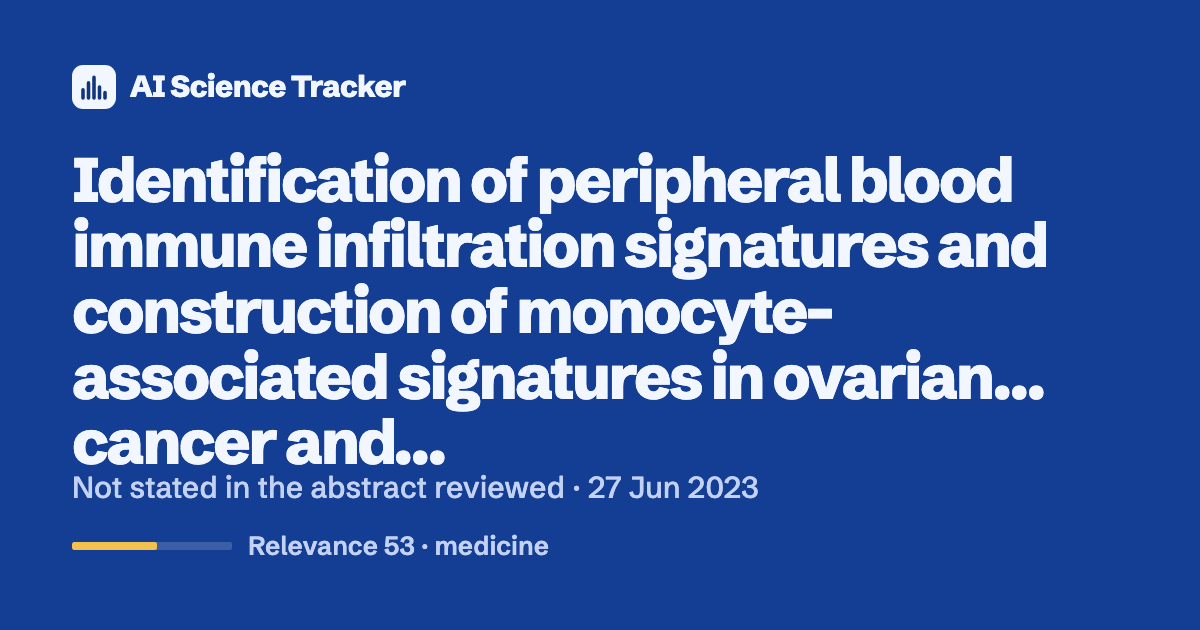 AI Science Tracker
Identification of peripheral blood
immune infiltration signatures and
construction of monocyte-
associated signatures in ovarian...
cancer and...
Not stated in the abstract reviewed · 27 Jun 2023
Relevance 53 · medicine